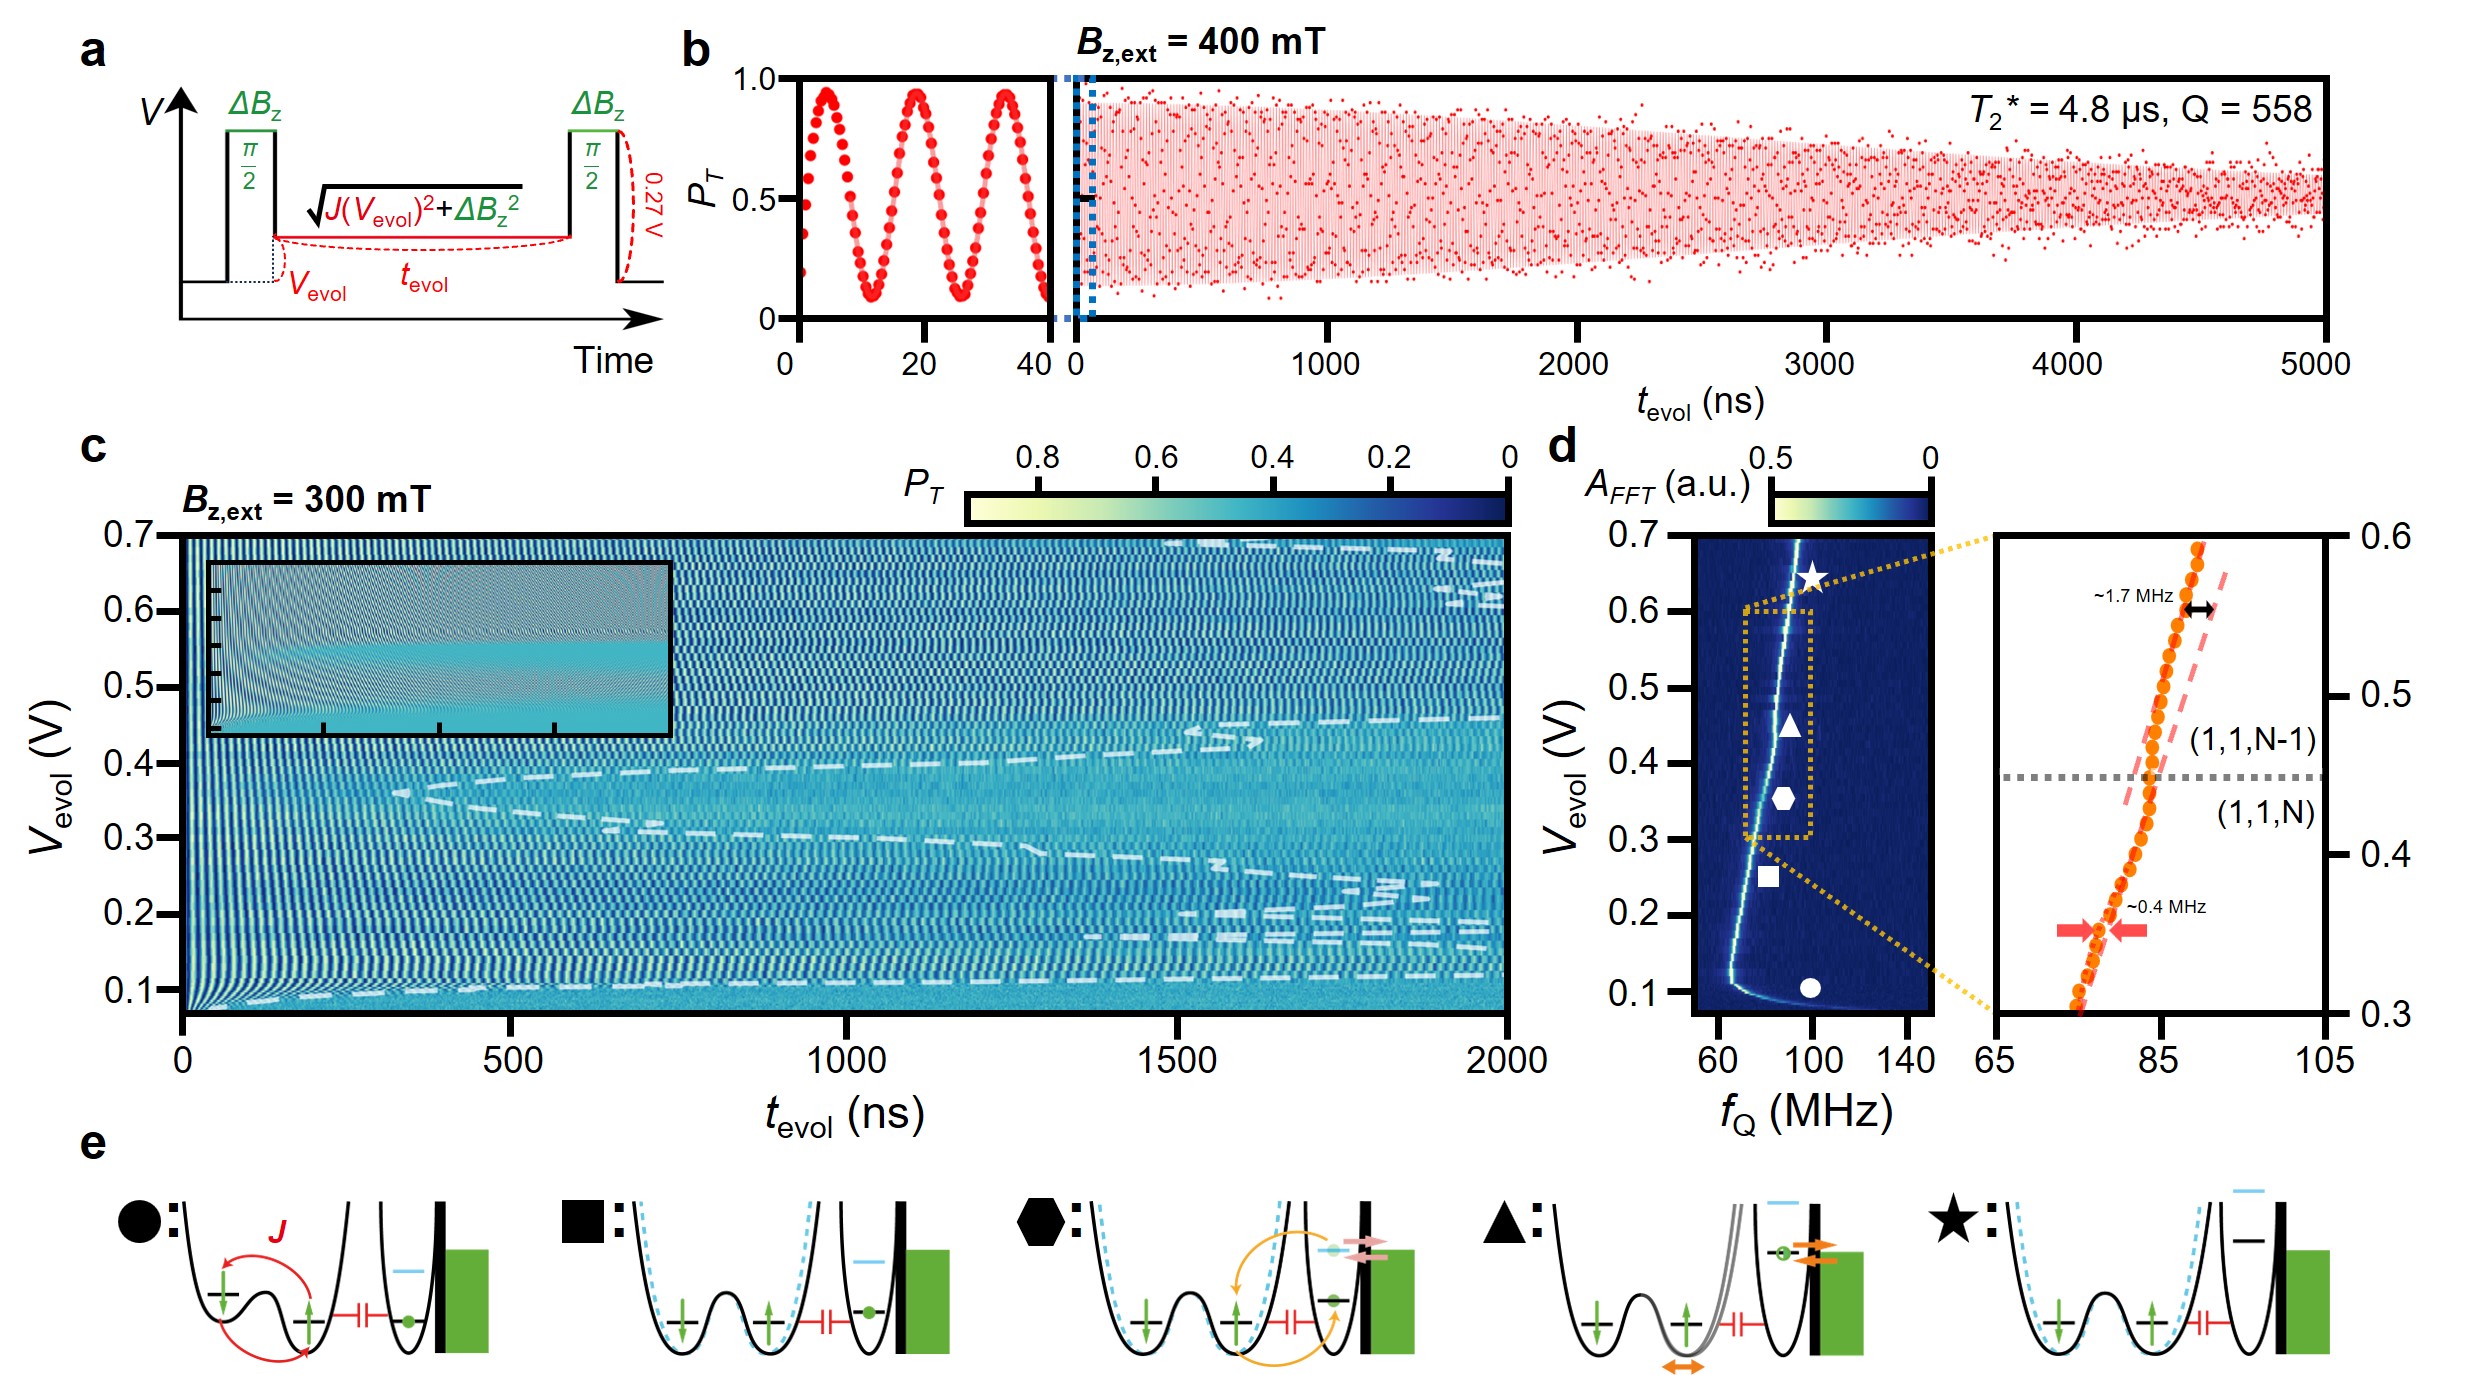 a
V
ΔBz
ΔBz
π
2
π
2
√J(Vevol)²+ΔBz²
0.27 V
Vevol
tevol
Time
b
Bz,ext = 400 mT
T2* = 4.8 µs, Q = 558
PT
1.0
0.5
0
0 20 40 0 1000 2000 3000 4000 5000
tevol (ns)
c
Bz,ext = 300 mT
PT
0.8 0.6 0.4 0.2 0
Vevol (V)
0.7
0.6
0.5
0.4
0.3
0.2
0.1
0 500 1000 1500 2000
tevol (ns)
d
AFFT (a.u.)
0.5 0
Vevol (V)
0.7
0.6
0.5
0.4
0.3
0.2
0.1
60 100 140
fQ (MHz)
~1.7 MHz
(1,1,N-1)
(1,1,N)
~0.4 MHz
0.6
0.5
0.4
0.3
65 85 105
e
:
J
:
:
:
: